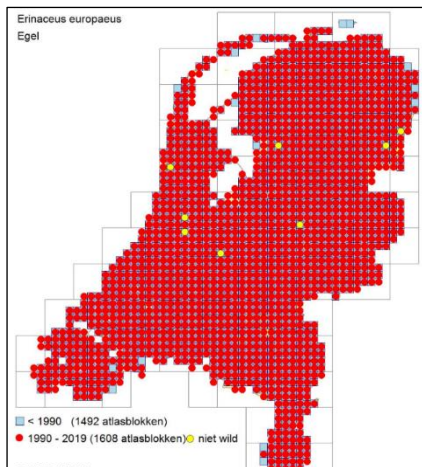 Erinaceus europaeus
Egel
< 1990 (1492 atlasblokken)
1990 - 2019 (1608 atlasblokken) niet wild